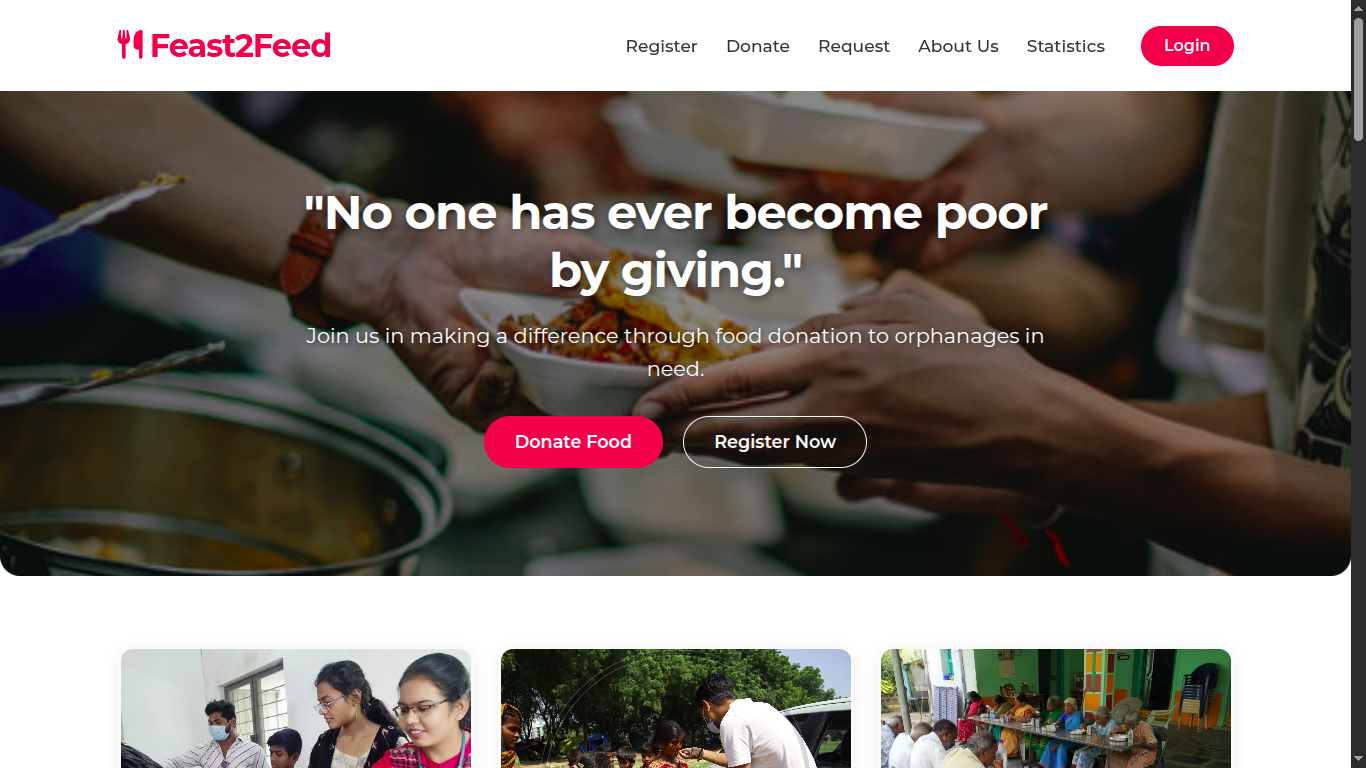 Feast2Feed
Register
Donate
Request
About Us
Statistics
Login
"No one has ever become poor
by giving."
Join us in making a difference through food donation to orphanages in
need.
Donate Food
Register Now